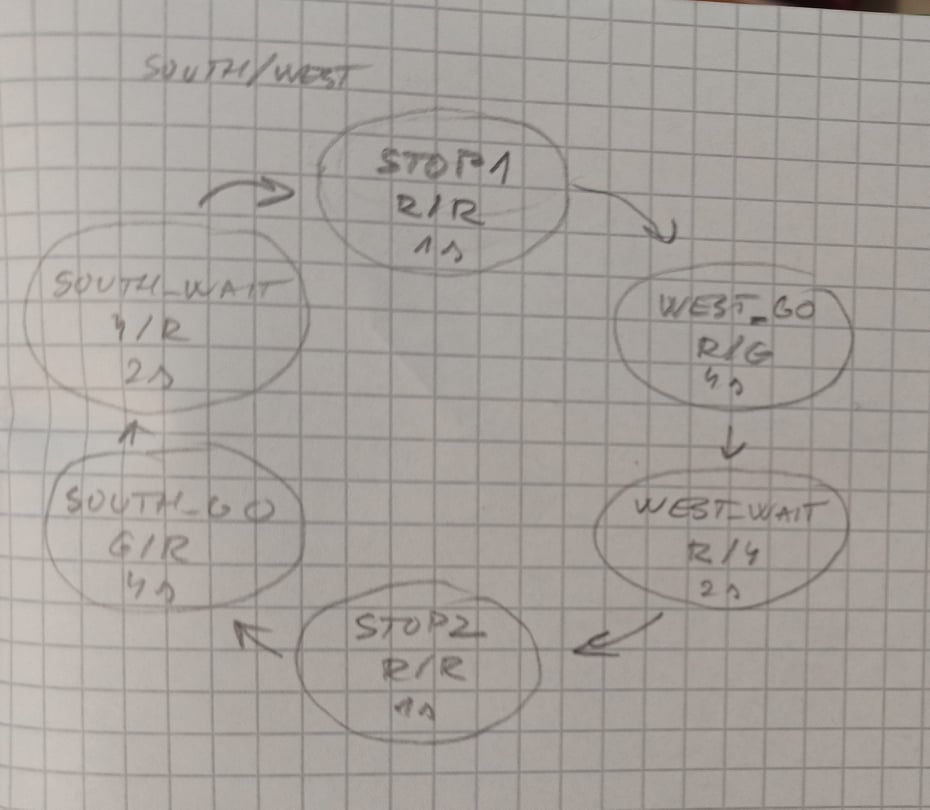 SOUTH/WEST
STOP1
R/R
1s
WEST_GO
R/G
4s
WEST_WAIT
R/Y
2s
STOP2
R/R
1s
SOUTH_GO
G/R
4s
SOUTH_WAIT
Y/R
2s